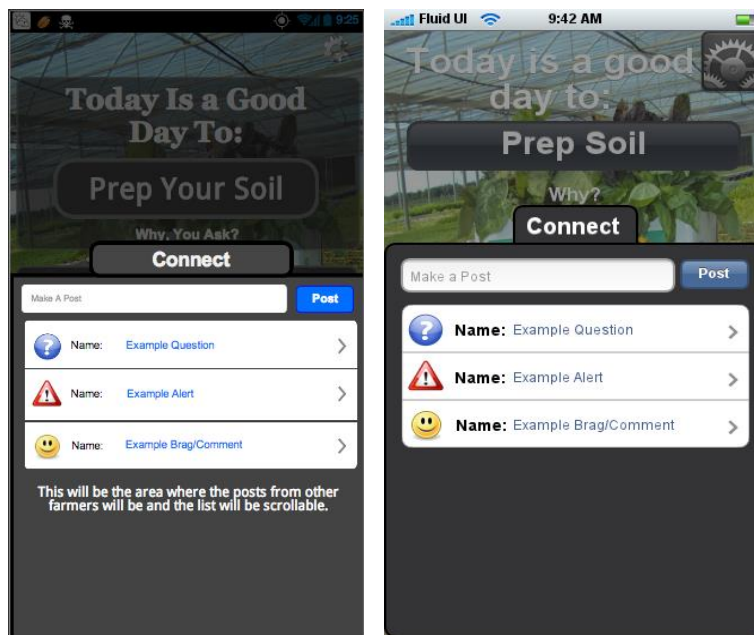 9:25
Today Is a Good
Day To:
Prep Your Soil
Why, You Ask?
Connect
Make A Post
Post
Name: Example Question
Name: Example Alert
Name: Example Brag/Comment
This will be the area where the posts from other
farmers will be and the list will be scrollable.
Fluid UI 9:42 AM
Today is a good
day to:
Prep Soil
Why?
Connect
Make a Post
Post
Name: Example Question
Name: Example Alert
Name: Example Brag/Comment